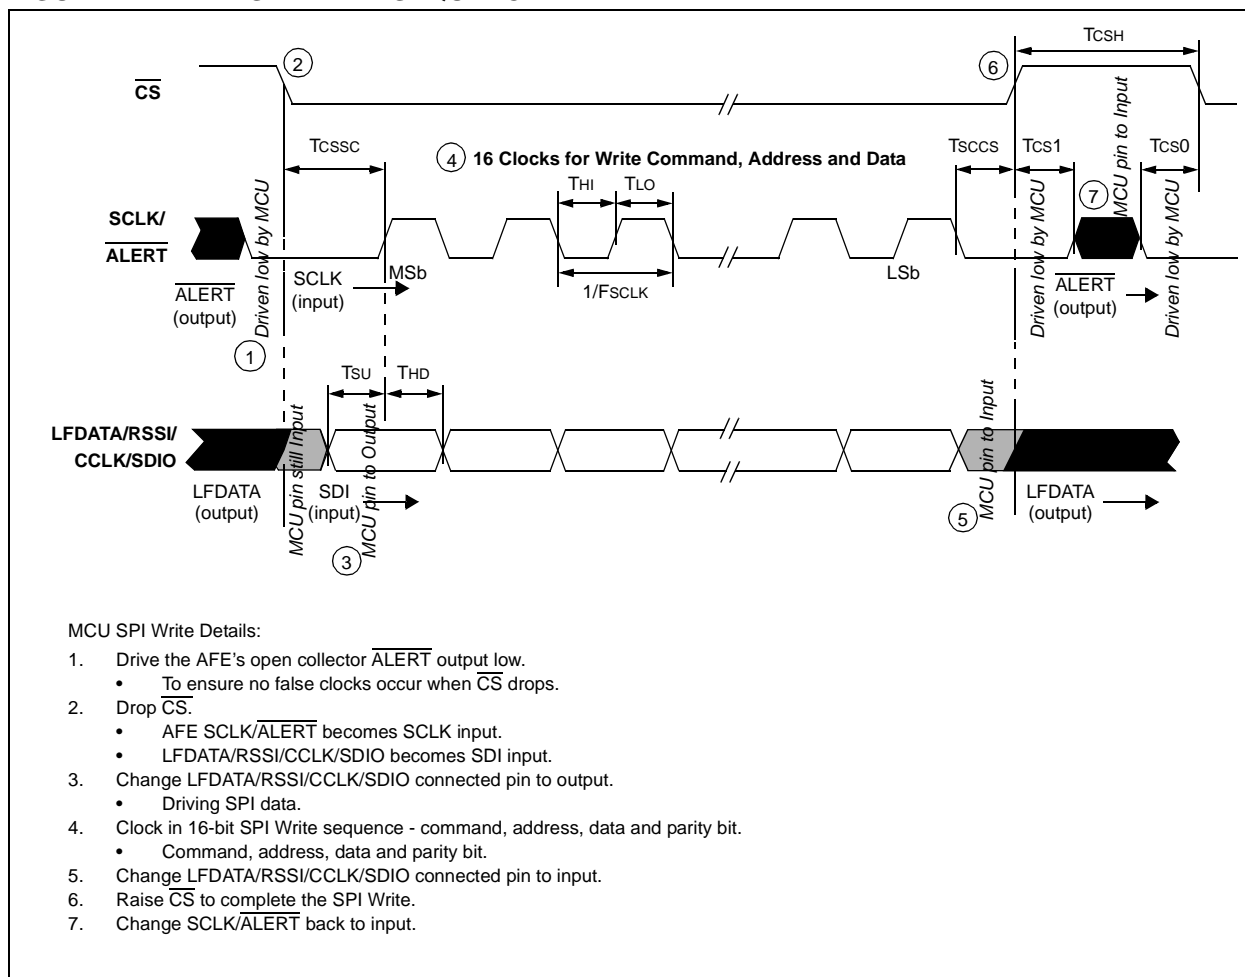 TCSH
2
6
CS
MCU pin to Input
TCSSC
4 16 Clocks for Write Command, Address and Data
TSCCS TCS1 TCS0
THI TLO
7
SCLK/
ALERT
Driven low by MCU
Driven low by MCU
Driven low by MCU
ALERT
(output)
SCLK
(input)
MSb
1/FSCLK
LSb
ALERT
(output)
1
TSU THD
LFDATA/RSSI/
CCLK/SDIO
MCU pin still Input
MCU pin to Output
MCU pin to Input
LFDATA
(output)
SDI
(input)
LFDATA
(output)
3
5
MCU SPI Write Details:
1. Drive the AFE's open collector ALERT output low.
• To ensure no false clocks occur when CS drops.
2. Drop CS.
• AFE SCLK/ALERT becomes SCLK input.
• LFDATA/RSSI/CCLK/SDIO becomes SDI input.
3. Change LFDATA/RSSI/CCLK/SDIO connected pin to output.
• Driving SPI data.
4. Clock in 16-bit SPI Write sequence - command, address, data and parity bit.
• Command, address, data and parity bit.
5. Change LFDATA/RSSI/CCLK/SDIO connected pin to input.
6. Raise CS to complete the SPI Write.
7. Change SCLK/ALERT back to input.